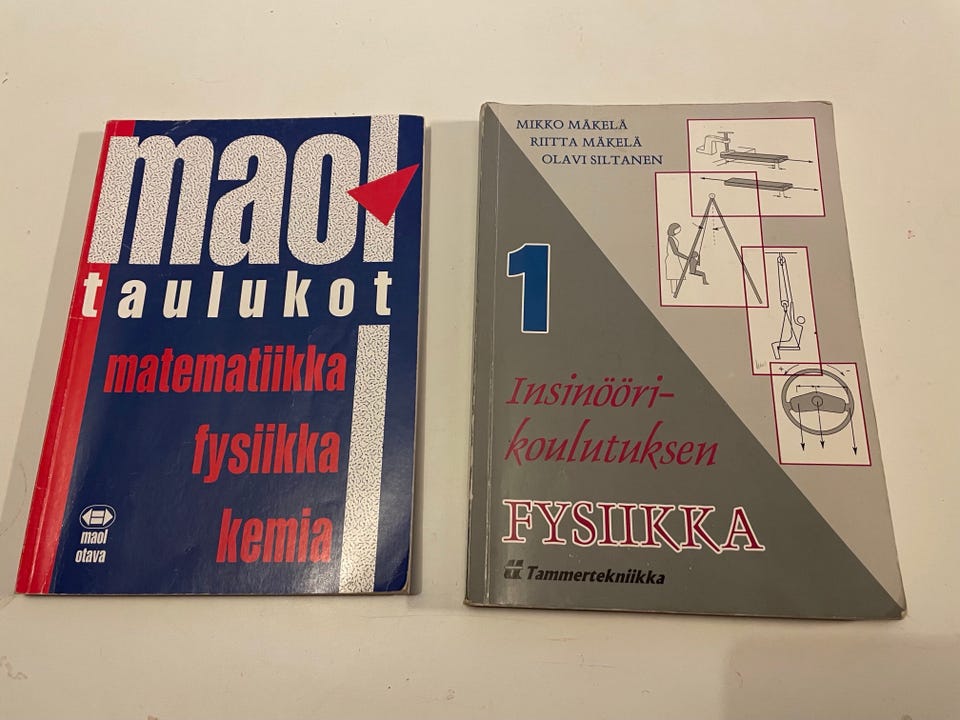 maol
taulukot
matematiikka
fysiikka
kemia
maol
otava
MIKKO MÄKELÄ
RIITTA MÄKELÄ
OLAVI SILTANEN
1
Insinööri-
koulutuksen
FYSIIKKA
Tammertekniikka